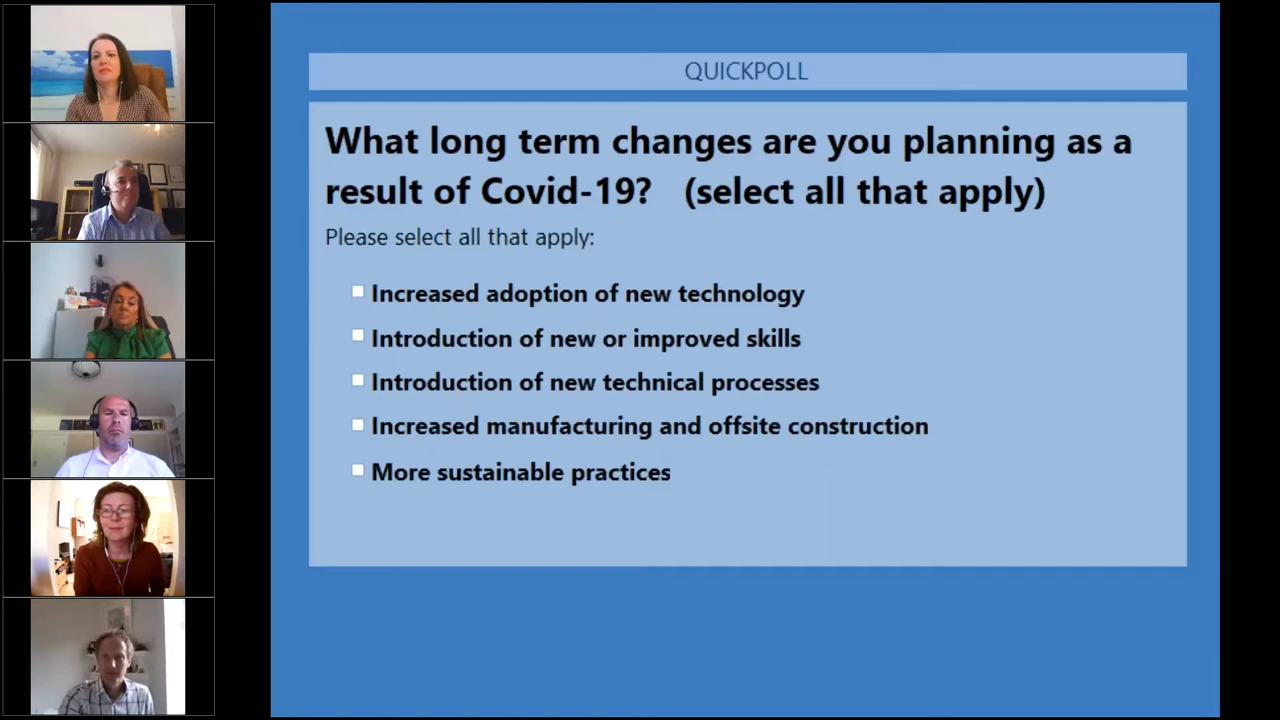 QUICKPOLL
What long term changes are you planning as a
result of Covid-19? (select all that apply)
Please select all that apply:
Increased adoption of new technology
Introduction of new or improved skills
Introduction of new technical processes
Increased manufacturing and offsite construction
More sustainable practices